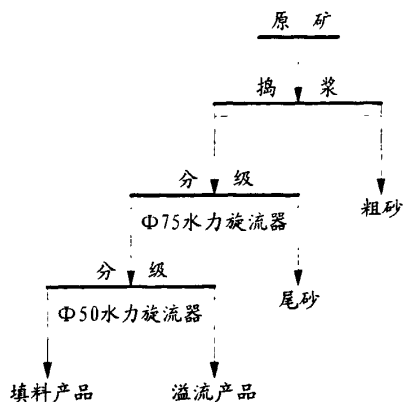 原 矿
捣 浆
分 级
Φ75水力旋流器
粗砂
分 级
Φ50水力旋流器
尾砂
填料产品
溢流产品